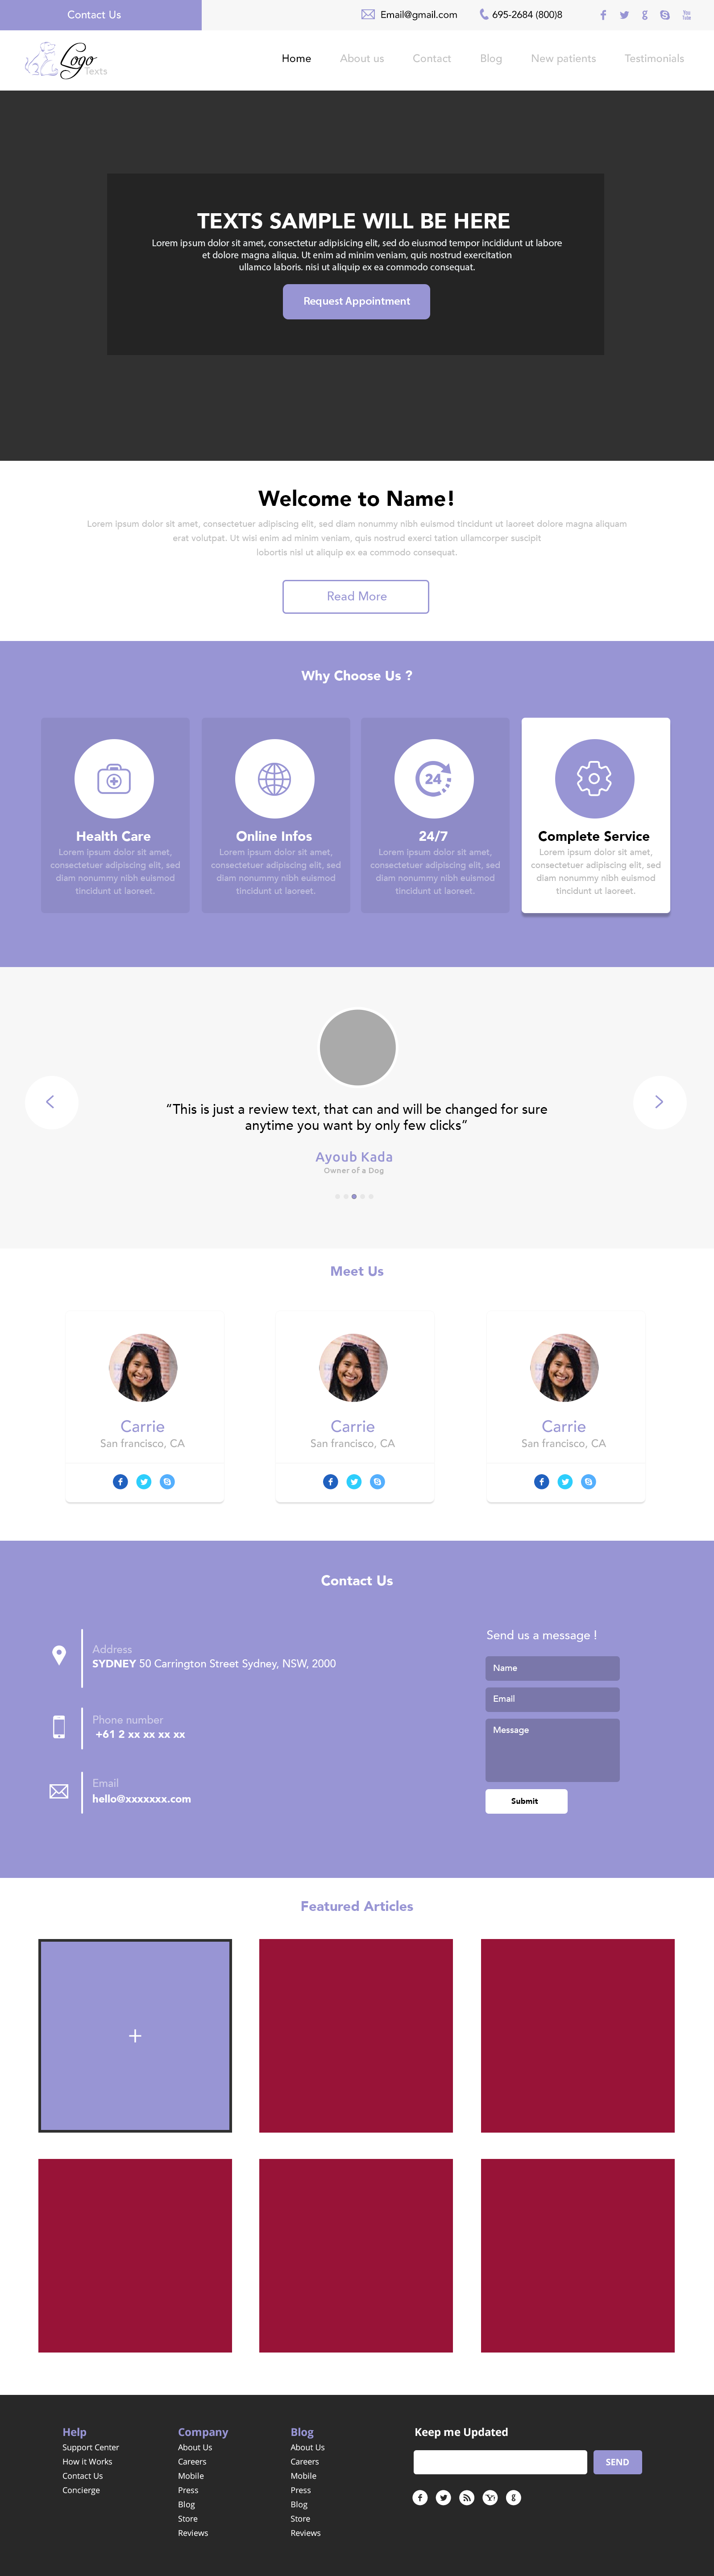 Contact Us
Email@gmail.com
695-2684 (800)8
You
Tube
Logo
Texts
Home
About us
Contact
Blog
New patients
Testimonials
TEXTS SAMPLE WILL BE HERE
Lorem ipsum dolor sit amet, consectetur adipisicing elit, sed do eiusmod tempor incididunt ut labore
et dolore magna aliqua. Ut enim ad minim veniam, quis nostrud exercitation
ullamco laboris. nisi ut aliquip ex ea commodo consequat.
Request Appointment
Welcome to Name!
Lorem ipsum dolor sit amet, consectetuer adipiscing elit, sed diam nonummy nibh euismod tincidunt ut laoreet dolore magna aliquam
erat volutpat. Ut wisi enim ad minim veniam, quis nostrud exerci tation ullamcorper suscipit
lobortis nisl ut aliquip ex ea commodo consequat.
Read More
Why Choose Us ?
Health Care
Lorem ipsum dolor sit amet,
consectetuer adipiscing elit, sed
diam nonummy nibh euismod
tincidunt ut laoreet.
Online Infos
Lorem ipsum dolor sit amet,
consectetuer adipiscing elit, sed
diam nonummy nibh euismod
tincidunt ut laoreet.
24
24/7
Lorem ipsum dolor sit amet,
consectetuer adipiscing elit, sed
diam nonummy nibh euismod
tincidunt ut laoreet.
Complete Service
Lorem ipsum dolor sit amet,
consectetuer adipiscing elit, sed
diam nonummy nibh euismod
tincidunt ut laoreet.
“This is just a review text, that can and will be changed for sure
anytime you want by only few clicks”
Ayoub Kada
Owner of a Dog
Meet Us
Carrie
San francisco, CA
Carrie
San francisco, CA
Carrie
San francisco, CA
Contact Us
Address
SYDNEY 50 Carrington Street Sydney, NSW, 2000
Phone number
+61 2 xx xx xx xx
Email
hello@xxxxxxx.com
Send us a message !
Name
Email
Message
Submit
Featured Articles
+
Help
Support Center
How it Works
Contact Us
Concierge
Company
About Us
Careers
Mobile
Press
Blog
Store
Reviews
Blog
About Us
Careers
Mobile
Press
Blog
Store
Reviews
Keep me Updated
SEND